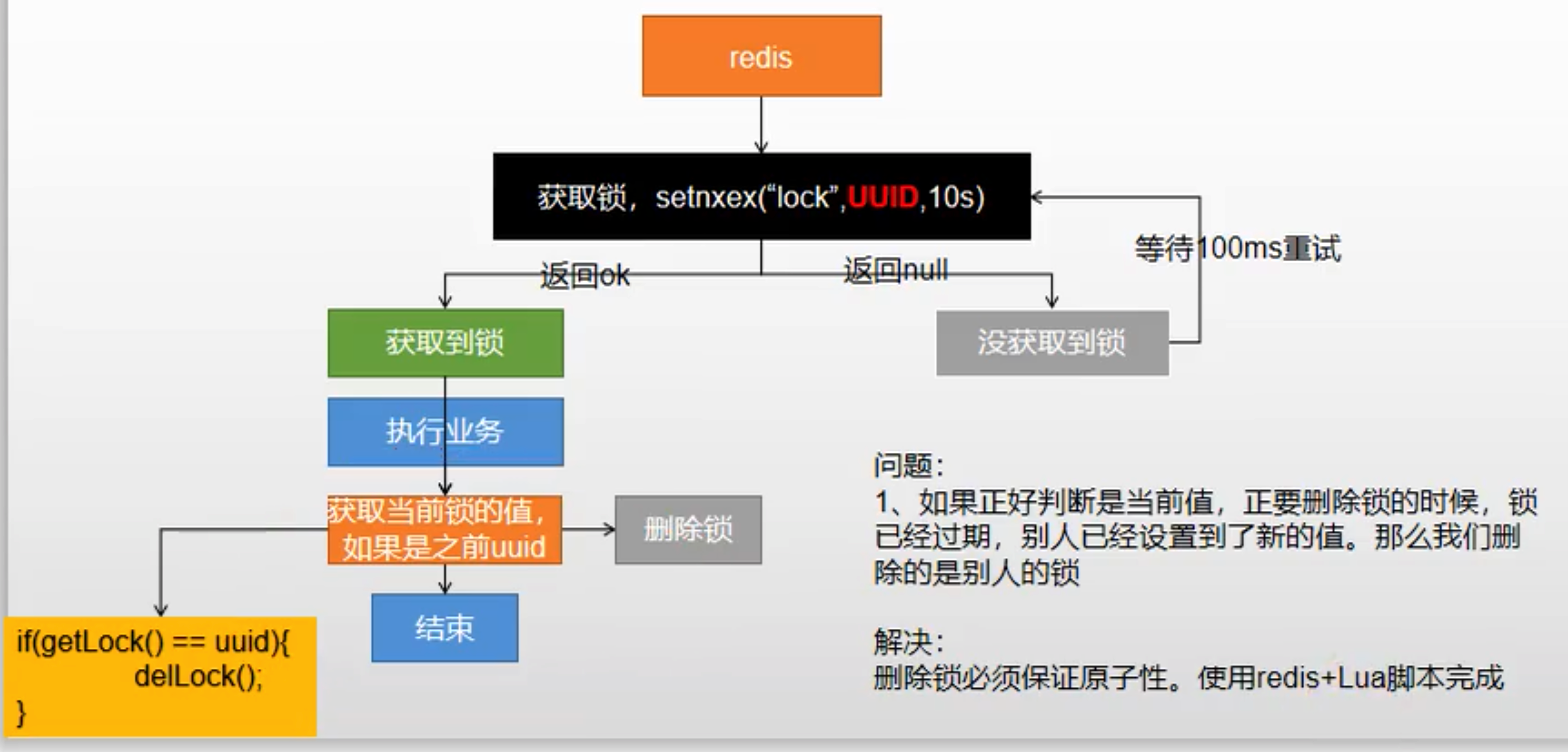 redis
获取锁，setnxex(“lock”,UUID,10s)
返回ok
返回null
等待100ms重试
获取到锁
没获取到锁
执行业务
获取当前锁的值，
如果是之前uuid
删除锁
结束
if(getLock() == uuid){
delLock();
}
问题：
1、如果正好判断是当前值，正要删除锁的时候，锁
已经过期，别人已经设置到了新的值。那么我们删
除的是别人的锁
解决：
删除锁必须保证原子性。使用redis+Lua脚本完成